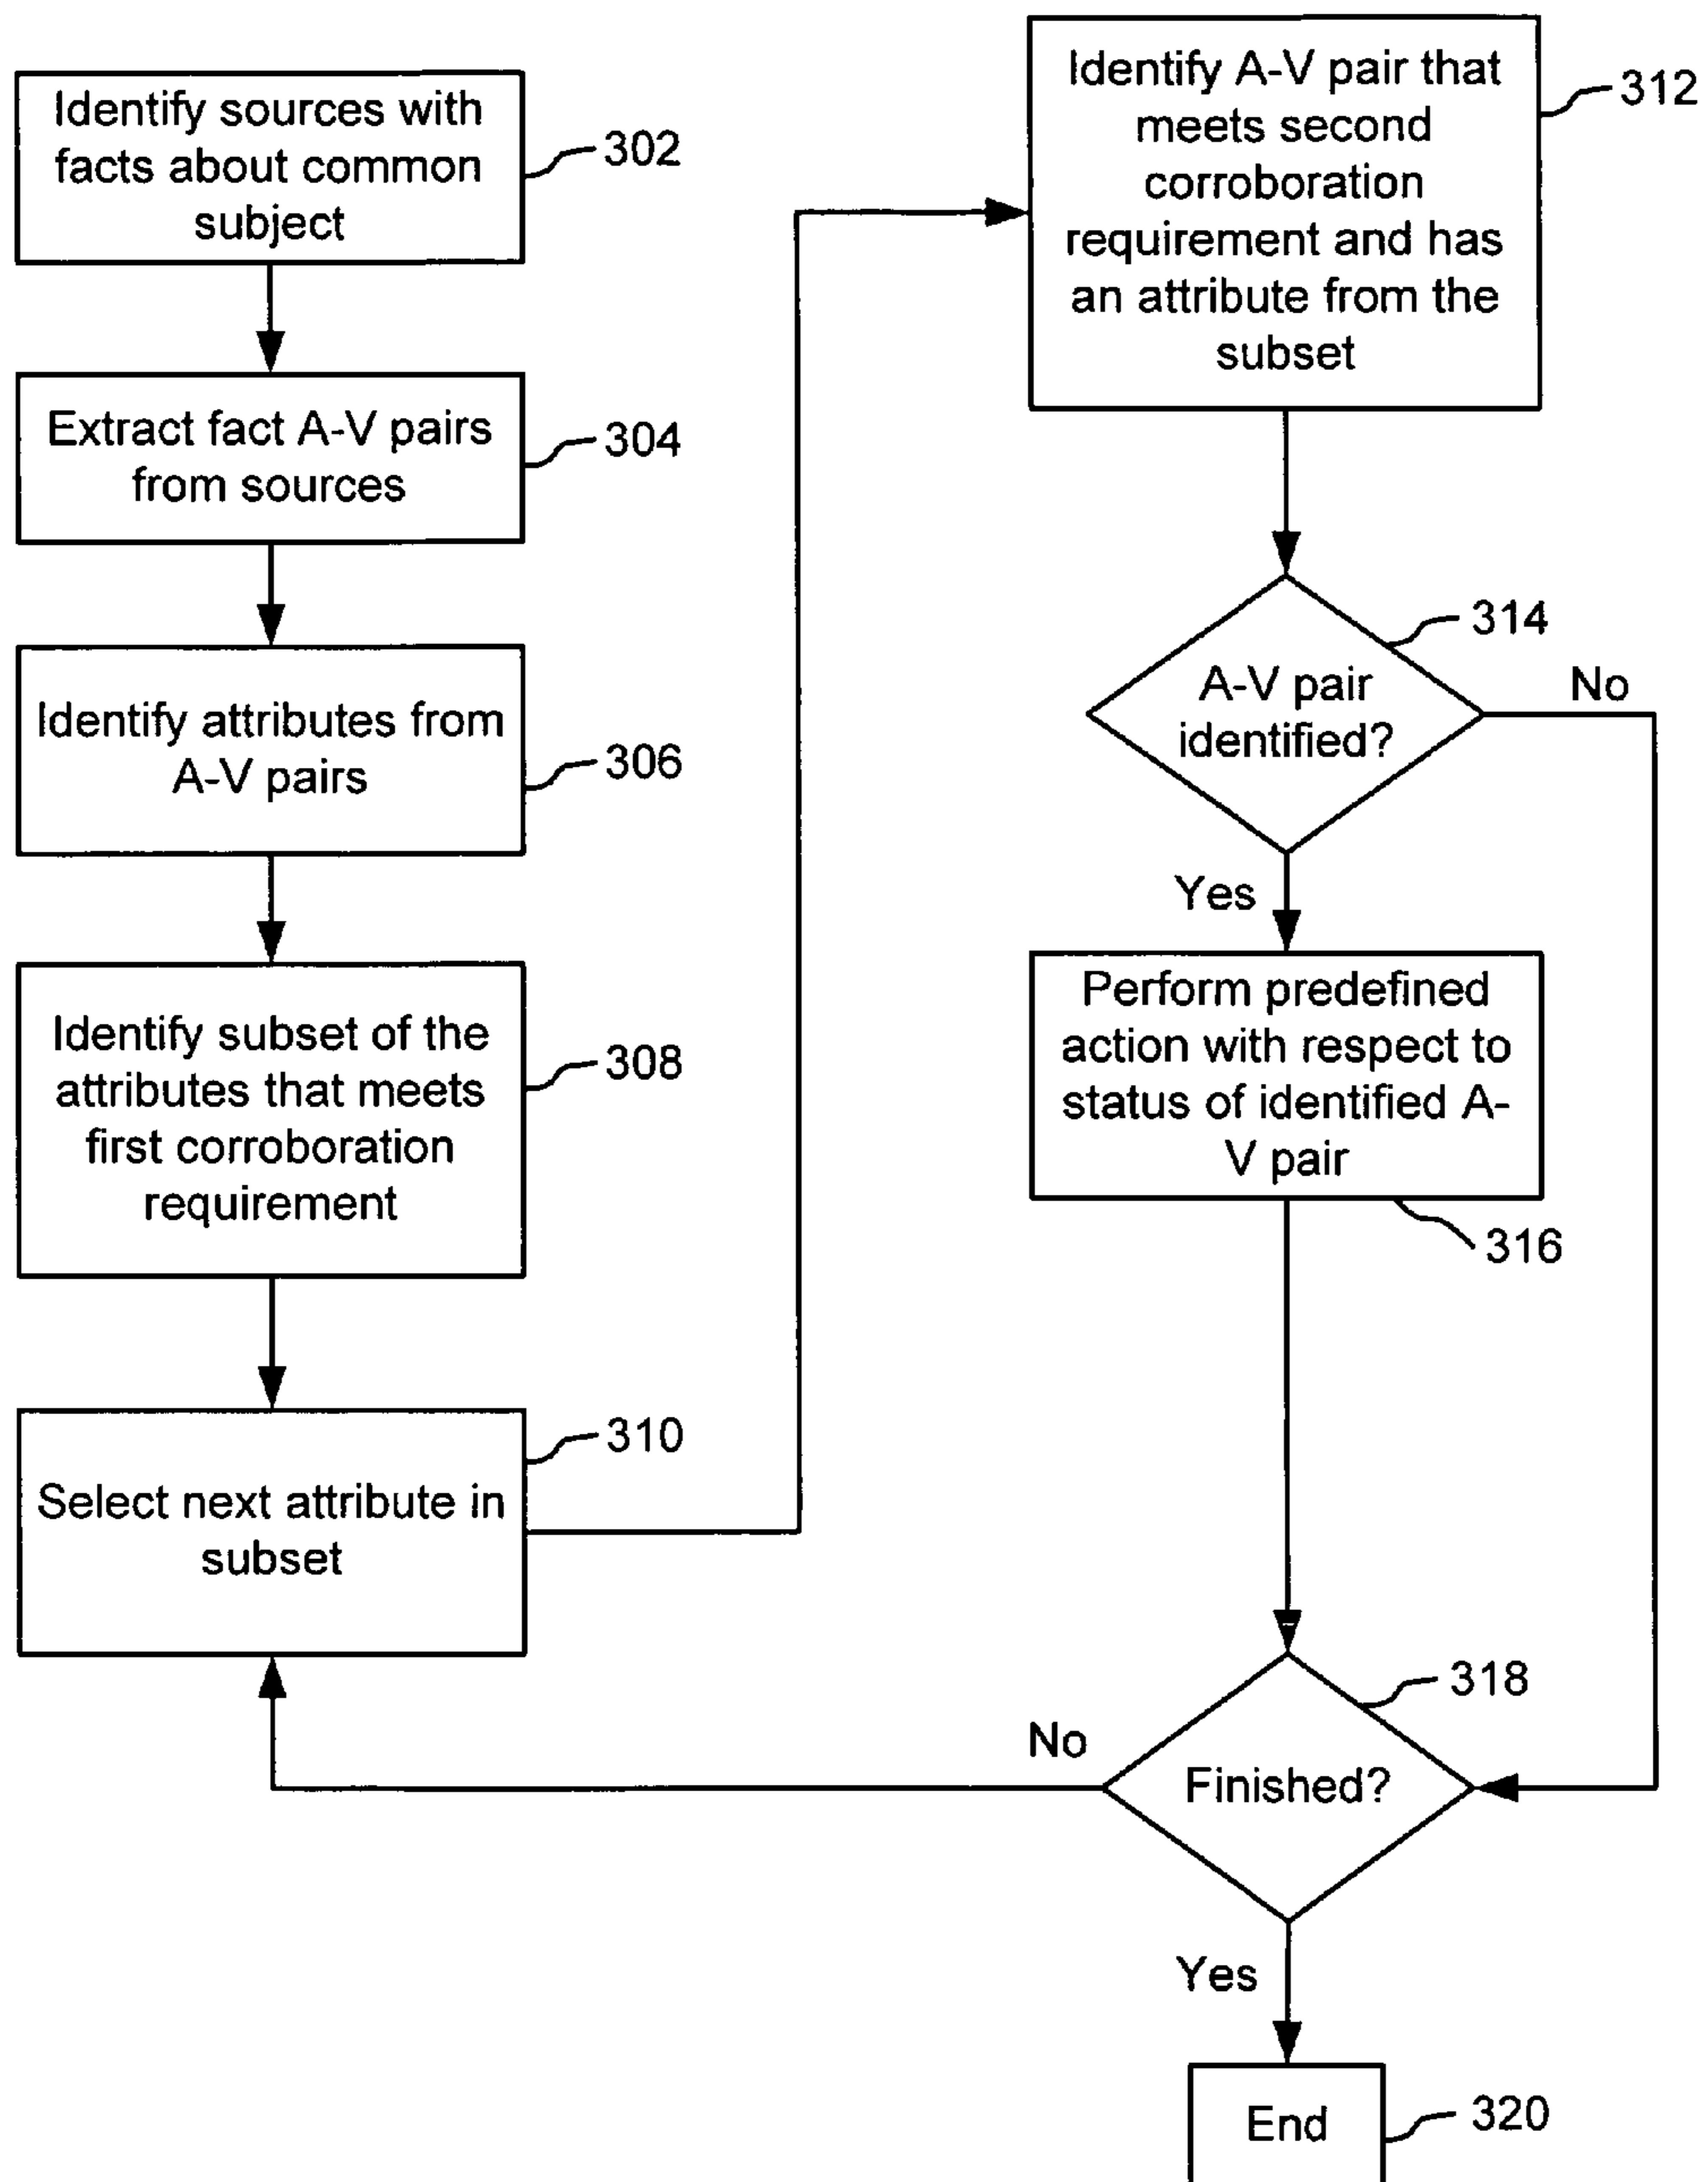 Identify sources with
facts about common
subject
302
Extract fact A-V pairs
from sources
304
Identify attributes from
A-V pairs
306
Identify subset of the
attributes that meets
first corroboration
requirement
308
Select next attribute in
subset
310
Identify A-V pair that
meets second
corroboration
requirement and has
an attribute from the
subset
312
A-V pair
identified?
314
No
Yes
Perform predefined
action with respect to
status of identified A-
V pair
316
Finished?
318
No
Yes
End
320